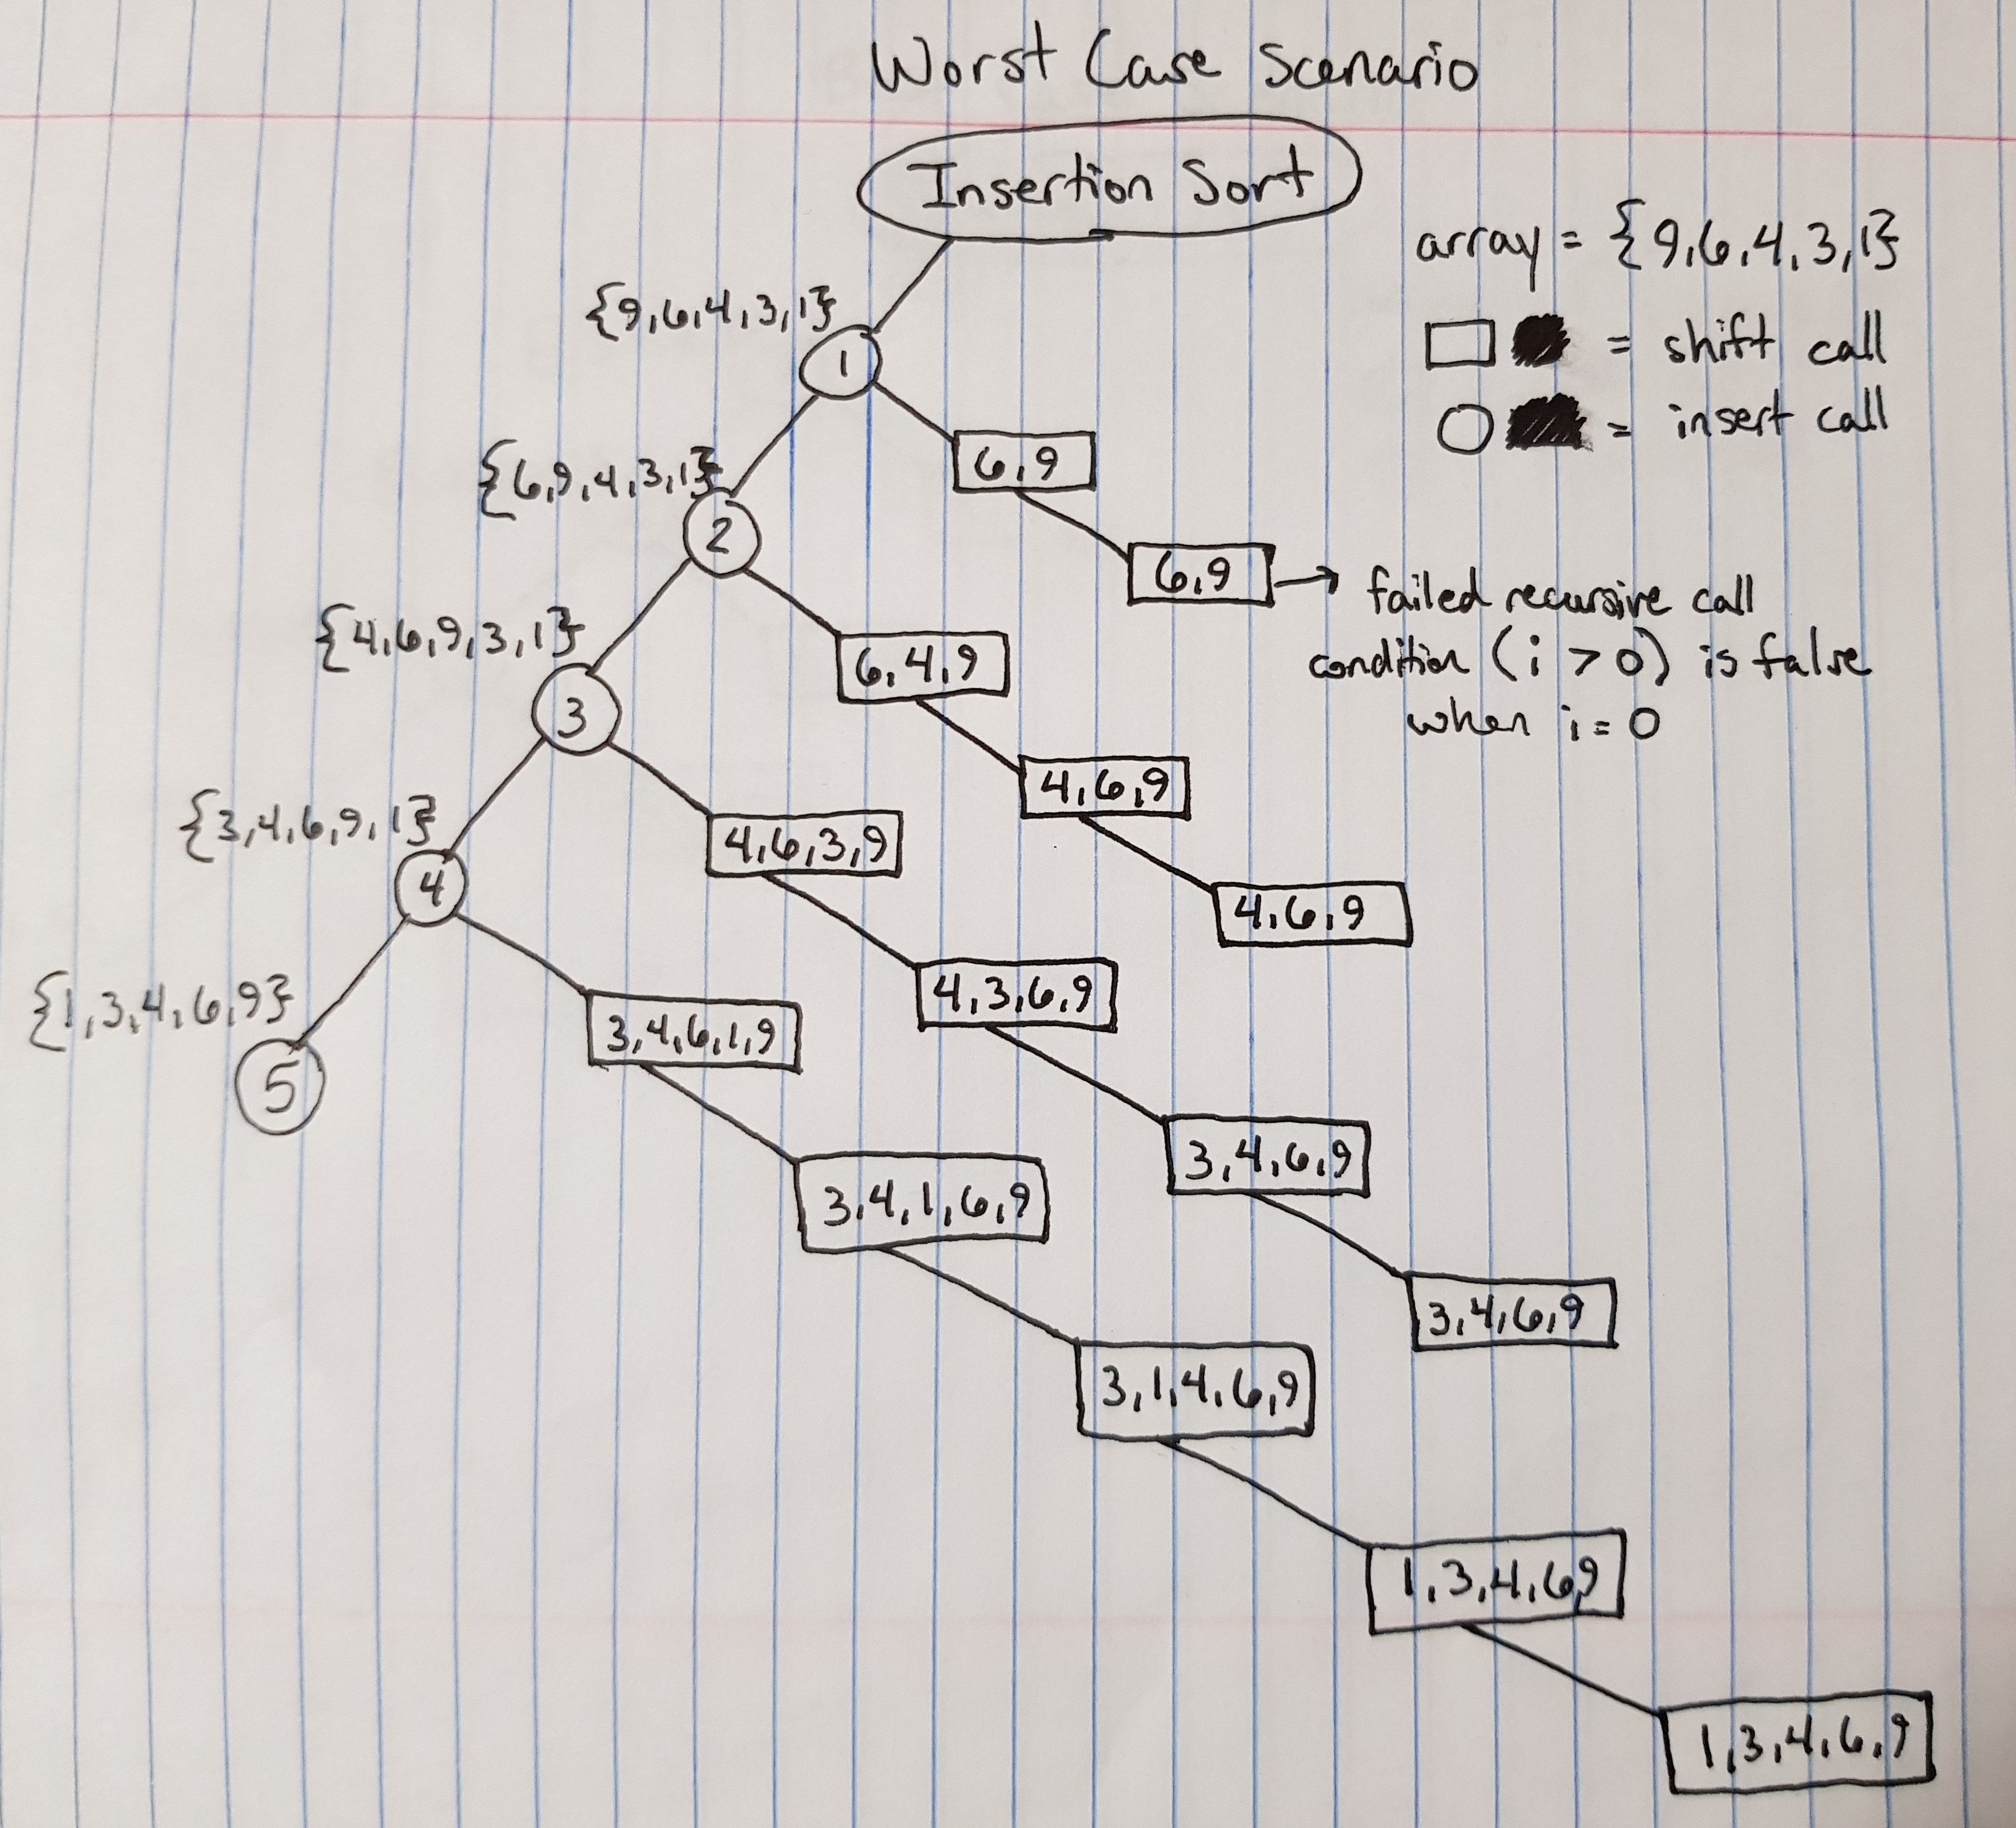 Worst Case Scenario
Insertion Sort
array = {9,6,4,3,1}
= shift call
= insert call
{9,6,4,3,1}
1
6,9
{6,9,4,3,1}
2
6,9 → failed recursive call
condition (i > 0) is false
when i = 0
{4,6,9,3,1}
3
6,4,9
4,6,9
{3,4,6,9,1}
4
4,6,3,9
4,6,9
{1,3,4,6,9}
5
3,4,6,1,9
4,3,6,9
3,4,1,6,9
3,4,6,9
3,4,6,9
3,1,4,6,9
1,3,4,6,9
1,3,4,6,9